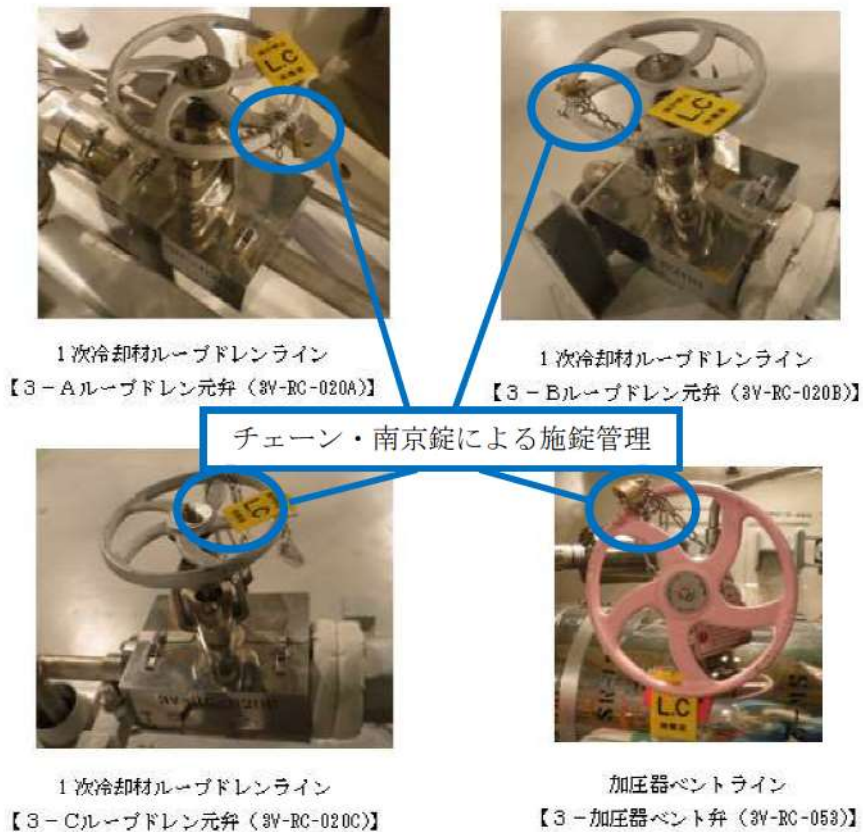 L.C
L.C
1次冷却材ループドレンライン
【3－Aループドレン元弁（3V-RC-020A)】
1次冷却材ループドレンライン
【3－Bループドレン元弁（3V-RC-020B)】
チェーン・南京錠による施錠管理
L.C
1次冷却材ループドレンライン
【3－Cループドレン元弁（3V-RC-020C)】
加圧器ベントライン
【3－加圧器ベント弁（3V-RC-053)】